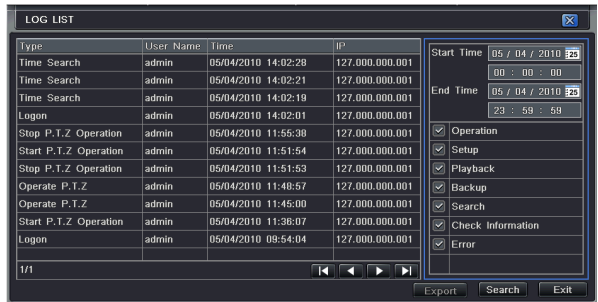 LOG LIST
Type User Name Time IP
Time Search admin 05/04/2010 14:02:28 127.000.000.001
Time Search admin 05/04/2010 14:02:21 127.000.000.001
Time Search admin 05/04/2010 14:02:19 127.000.000.001
Logon admin 05/04/2010 14:02:01 127.000.000.001
Stop P.T.Z Operation admin 05/04/2010 11:55:38 127.000.000.001
Start P.T.Z Operation admin 05/04/2010 11:51:54 127.000.000.001
Stop P.T.Z Operation admin 05/04/2010 11:51:53 127.000.000.001
Operate P.T.Z admin 05/04/2010 11:48:57 127.000.000.001
Operate P.T.Z admin 05/04/2010 11:45:00 127.000.000.001
Start P.T.Z Operation admin 05/04/2010 11:36:07 127.000.000.001
Logon admin 05/04/2010 09:54:04 127.000.000.001
1/1
Start Time 05 / 04 / 2010 25
00 : 00 : 00
End Time 05 / 04 / 2010 25
23 : 59 : 59
Operation
Setup
Playback
Backup
Search
Check Information
Error
Export Search Exit